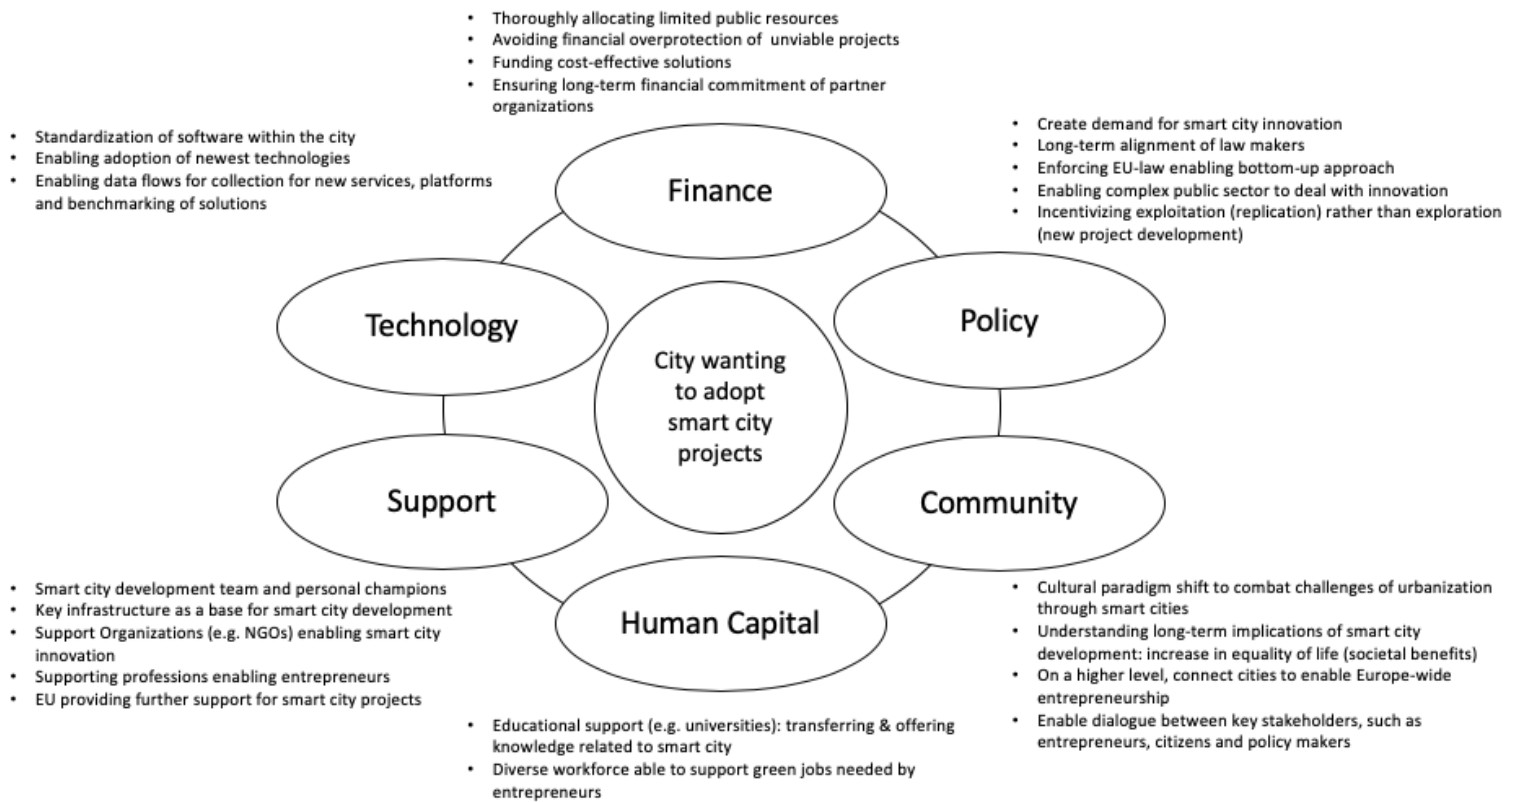 • Thoroughly allocating limited public resources
• Avoiding financial overprotection of unviable projects
• Funding cost-effective solutions
• Ensuring long-term financial commitment of partner
organizations
• Standardization of software within the city
• Enabling adoption of newest technologies
• Enabling data flows for collection for new services, platforms
and benchmarking of solutions
• Create demand for smart city innovation
• Long-term alignment of law makers
• Enforcing EU-law enabling bottom-up approach
• Enabling complex public sector to deal with innovation
• Incentivizing exploitation (replication) rather than exploration
(new project development)
Finance
Technology
Policy
City wanting
to adopt
smart city
projects
Support
Community
Human Capital
• Smart city development team and personal champions
• Key infrastructure as a base for smart city development
• Support Organizations (e.g. NGOs) enabling smart city
innovation
• Supporting professions enabling entrepreneurs
• EU providing further support for smart city projects
• Cultural paradigm shift to combat challenges of urbanization
through smart cities
• Understanding long-term implications of smart city
development: increase in equality of life (societal benefits)
• On a higher level, connect cities to enable Europe-wide
entrepreneurship
• Enable dialogue between key stakeholders, such as
entrepreneurs, citizens and policy makers
• Educational support (e.g. universities): transferring & offering
knowledge related to smart city
• Diverse workforce able to support green jobs needed by
entrepreneurs